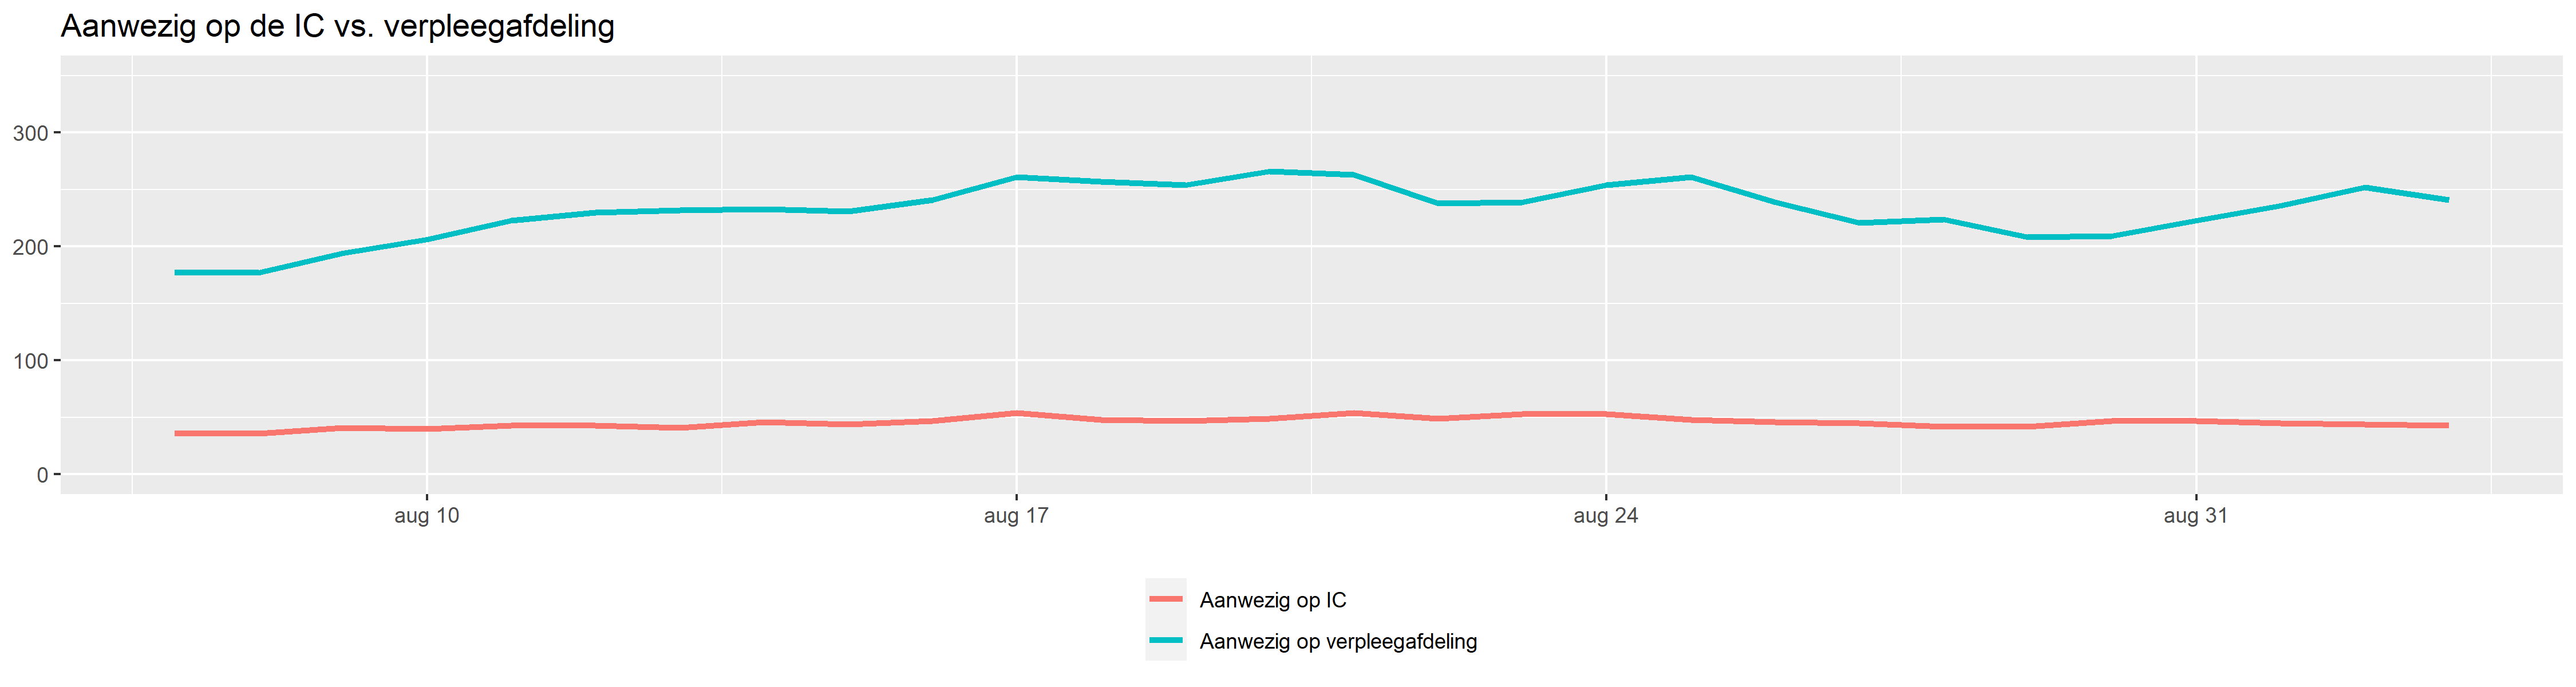 Aanwezig op de IC vs. verpleegafdeling
300
200
100
0
aug 10 aug 17 aug 24 aug 31
Aanwezig op IC
Aanwezig op verpleegafdeling